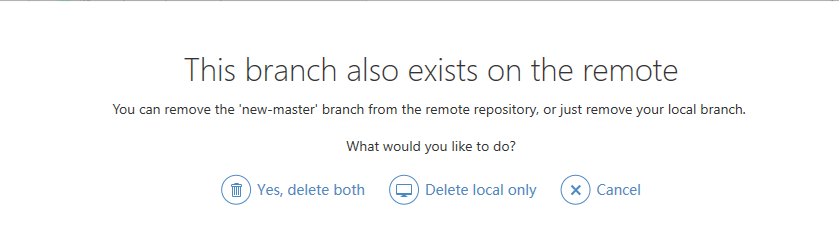 This branch also exists on the remote
You can remove the 'new-master' branch from the remote repository, or just remove your local branch.
What would you like to do?
Yes, delete both Delete local only Cancel